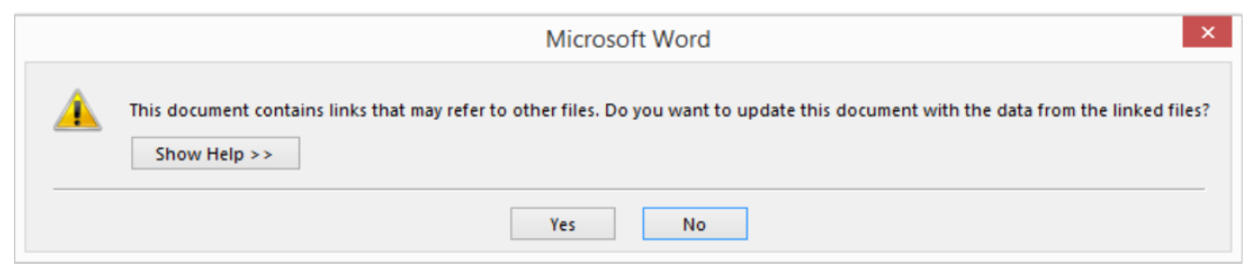 Microsoft Word
This document contains links that may refer to other files. Do you want to update this document with the data from the linked files?
Show Help >>
Yes
No